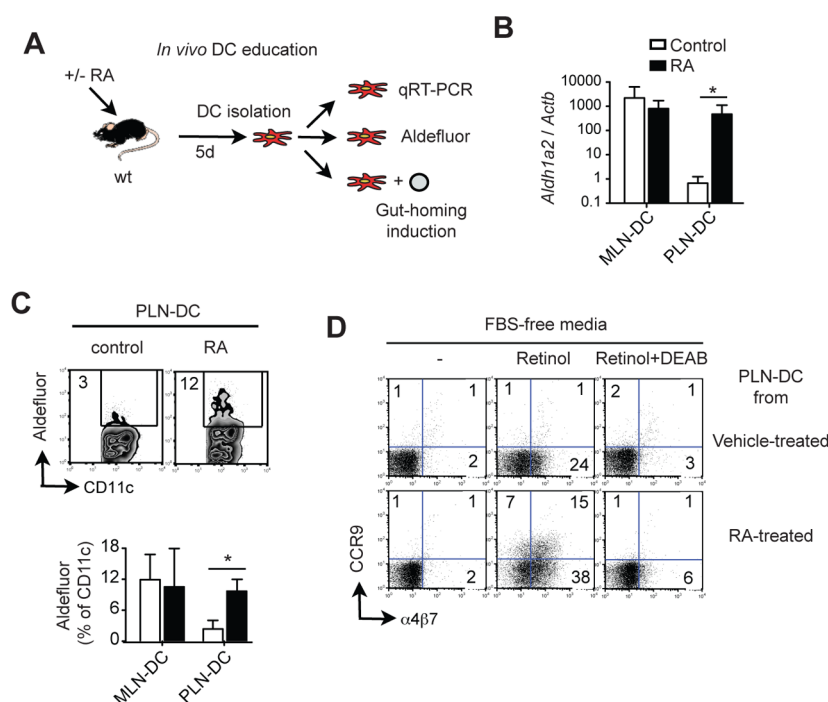 A
In vivo DC education
+/- RA
wt
DC isolation
5d
qRT-PCR
Aldefluor
+
Gut-homing
induction
B
Control
RA
Aldh1a2 / Actb
10000
1000
100
10
1
0.1
*
MLN-DC
PLN-DC
C
PLN-DC
control
RA
3
12
Aldefluor
CD11c
Aldefluor
(% of CD11c)
18
12
6
0
*
MLN-DC
PLN-DC
D
FBS-free media
-
Retinol
Retinol+DEAB
PLN-DC
from
Vehicle-treated
RA-treated
1 1
2
1 1
24
2 1
3
1 1
2
7 15
38
1 1
6
CCR9
α4β7